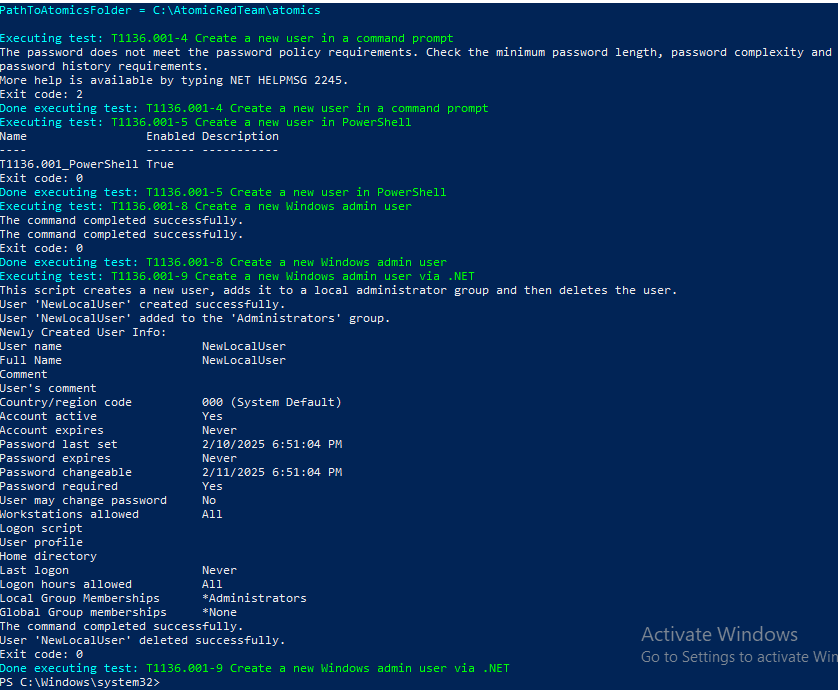 PathToAtomicsFolder = C:\AtomicRedTeam\atomics
Executing test: T1136.001-4 Create a new user in a command prompt
The password does not meet the password policy requirements. Check the minimum password length, password complexity and
password history requirements.
More help is available by typing NET HELPMSG 2245.
Exit code: 2
Done executing test: T1136.001-4 Create a new user in a command prompt
Executing test: T1136.001-5 Create a new user in PowerShell
Name                 Enabled Description
----                 ------- -----------
T1136.001_PowerShell True
Exit code: 0
Done executing test: T1136.001-5 Create a new user in PowerShell
Executing test: T1136.001-8 Create a new Windows admin user
The command completed successfully.
The command completed successfully.
Exit code: 0
Done executing test: T1136.001-8 Create a new Windows admin user
Executing test: T1136.001-9 Create a new Windows admin user via .NET
This script creates a new user, adds it to a local administrator group and then deletes the user.
User 'NewLocalUser' created successfully.
User 'NewLocalUser' added to the 'Administrators' group.
Newly Created User Info:
User name                    NewLocalUser
Full Name                    NewLocalUser
Comment
User's comment
Country/region code          000 (System Default)
Account active               Yes
Account expires              Never
Password last set            2/10/2025 6:51:04 PM
Password expires             Never
Password changeable          2/11/2025 6:51:04 PM
Password required            Yes
User may change password     No
Workstations allowed         All
Logon script
User profile
Home directory
Last logon                   Never
Logon hours allowed          All
Local Group Memberships      *Administrators
Global Group memberships     *None
The command completed successfully.
User 'NewLocalUser' deleted successfully.
Exit code: 0
Done executing test: T1136.001-9 Create a new Windows admin user via .NET
PS C:\Windows\system32>
Activate Windows
Go to Settings to activate Win